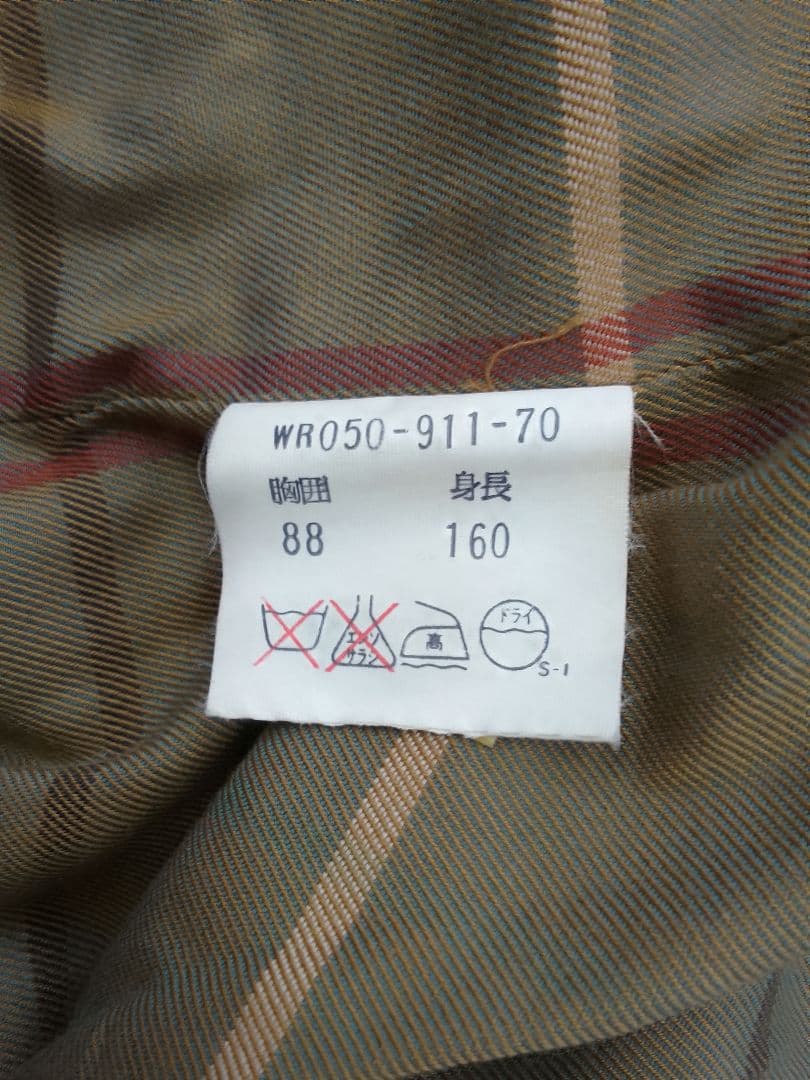 WR050-911-70
胸囲 身長
88 160
エンソ
サラシ
高
ドライ
S-1